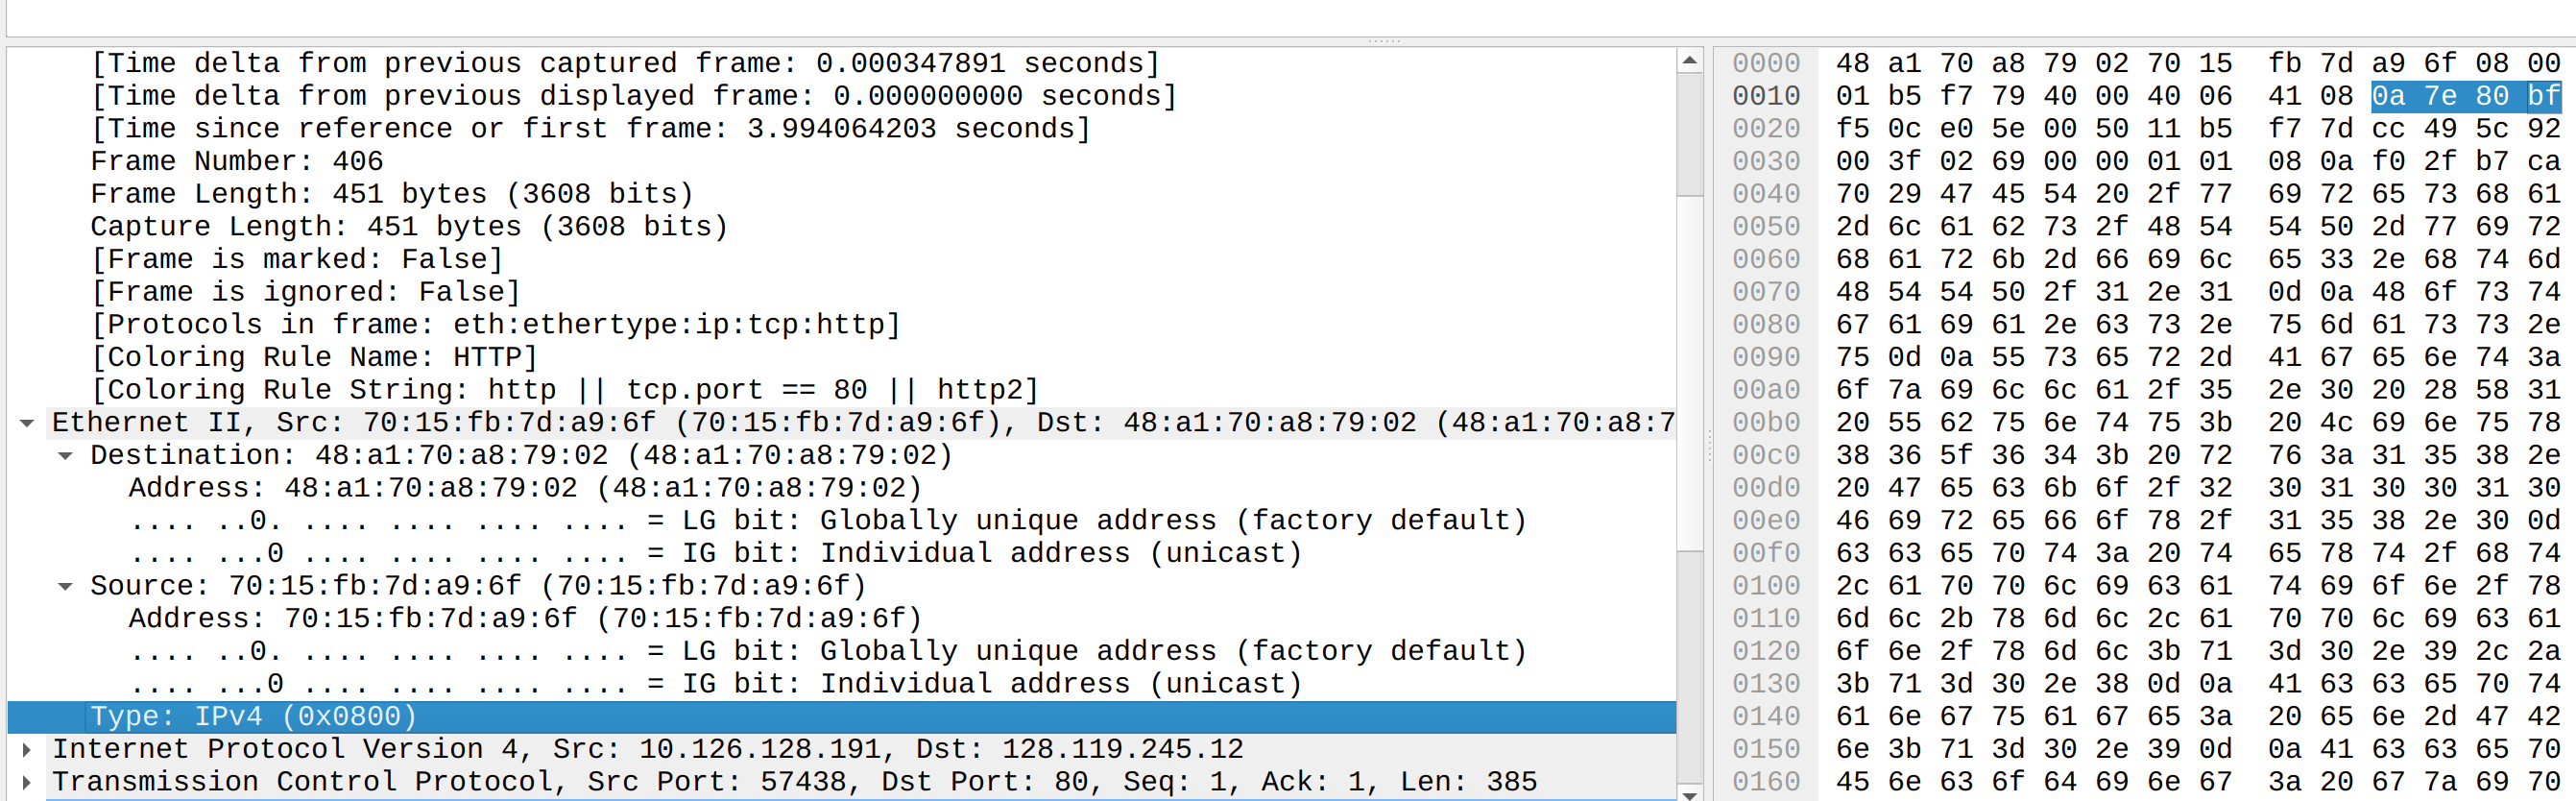 [Time delta from previous captured frame: 0.000347891 seconds]
[Time delta from previous displayed frame: 0.000000000 seconds]
[Time since reference or first frame: 3.994064203 seconds]
Frame Number: 406
Frame Length: 451 bytes (3608 bits)
Capture Length: 451 bytes (3608 bits)
[Frame is marked: False]
[Frame is ignored: False]
[Protocols in frame: eth:ethertype:ip:tcp:http]
[Coloring Rule Name: HTTP]
[Coloring Rule String: http || tcp.port == 80 || http2]
Ethernet II, Src: 70:15:fb:7d:a9:6f (70:15:fb:7d:a9:6f), Dst: 48:a1:70:a8:79:02 (48:a1:70:a8:7
Destination: 48:a1:70:a8:79:02 (48:a1:70:a8:79:02)
Address: 48:a1:70:a8:79:02 (48:a1:70:a8:79:02)
.... ..0. .... .... .... .... = LG bit: Globally unique address (factory default)
.... ...0 .... .... .... .... = IG bit: Individual address (unicast)
Source: 70:15:fb:7d:a9:6f (70:15:fb:7d:a9:6f)
Address: 70:15:fb:7d:a9:6f (70:15:fb:7d:a9:6f)
.... ..0. .... .... .... .... = LG bit: Globally unique address (factory default)
.... ...0 .... .... .... .... = IG bit: Individual address (unicast)
Type: IPv4 (0x0800)
Internet Protocol Version 4, Src: 10.126.128.191, Dst: 128.119.245.12
Transmission Control Protocol, Src Port: 57438, Dst Port: 80, Seq: 1, Ack: 1, Len: 385
0000 48 a1 70 a8 79 02 70 15 fb 7d a9 6f 08 00
0010 01 b5 f7 79 40 00 40 06 41 08 0a 7e 80 bf
0020 f5 0c e0 5e 00 50 11 b5 f7 7d cc 49 5c 92
0030 00 3f 02 69 00 00 01 01 08 0a f0 2f b7 ca
0040 70 29 47 45 54 20 2f 77 69 72 65 73 68 61
0050 2d 6c 61 62 73 2f 48 54 54 50 2d 77 69 72
0060 68 61 72 6b 2d 66 69 6c 65 33 2e 68 74 6d
0070 48 54 54 50 2f 31 2e 31 0d 0a 48 6f 73 74
0080 67 61 69 61 2e 63 73 2e 75 6d 61 73 73 2e
0090 75 0d 0a 55 73 65 72 2d 41 67 65 6e 74 3a
00a0 6f 7a 69 6c 6c 61 2f 35 2e 30 20 28 58 31
00b0 20 55 62 75 6e 74 75 3b 20 4c 69 6e 75 78
00c0 38 36 5f 36 34 3b 20 72 76 3a 31 35 38 2e
00d0 20 47 65 63 6b 6f 2f 32 30 31 30 30 31 30
00e0 46 69 72 65 66 6f 78 2f 31 35 38 2e 30 0d
00f0 63 63 65 70 74 3a 20 74 65 78 74 2f 68 74
0100 2c 61 70 70 6c 69 63 61 74 69 6f 6e 2f 78
0110 6d 6c 2b 78 6d 6c 2c 61 70 70 6c 69 63 61
0120 6f 6e 2f 78 6d 6c 3b 71 3d 30 2e 39 2c 2a
0130 3b 71 3d 30 2e 38 0d 0a 41 63 63 65 70 74
0140 61 6e 67 75 61 67 65 3a 20 65 6e 2d 47 42
0150 6e 3b 71 3d 30 2e 39 0d 0a 41 63 63 65 70
0160 45 6e 63 6f 64 69 6e 67 3a 20 67 7a 69 70